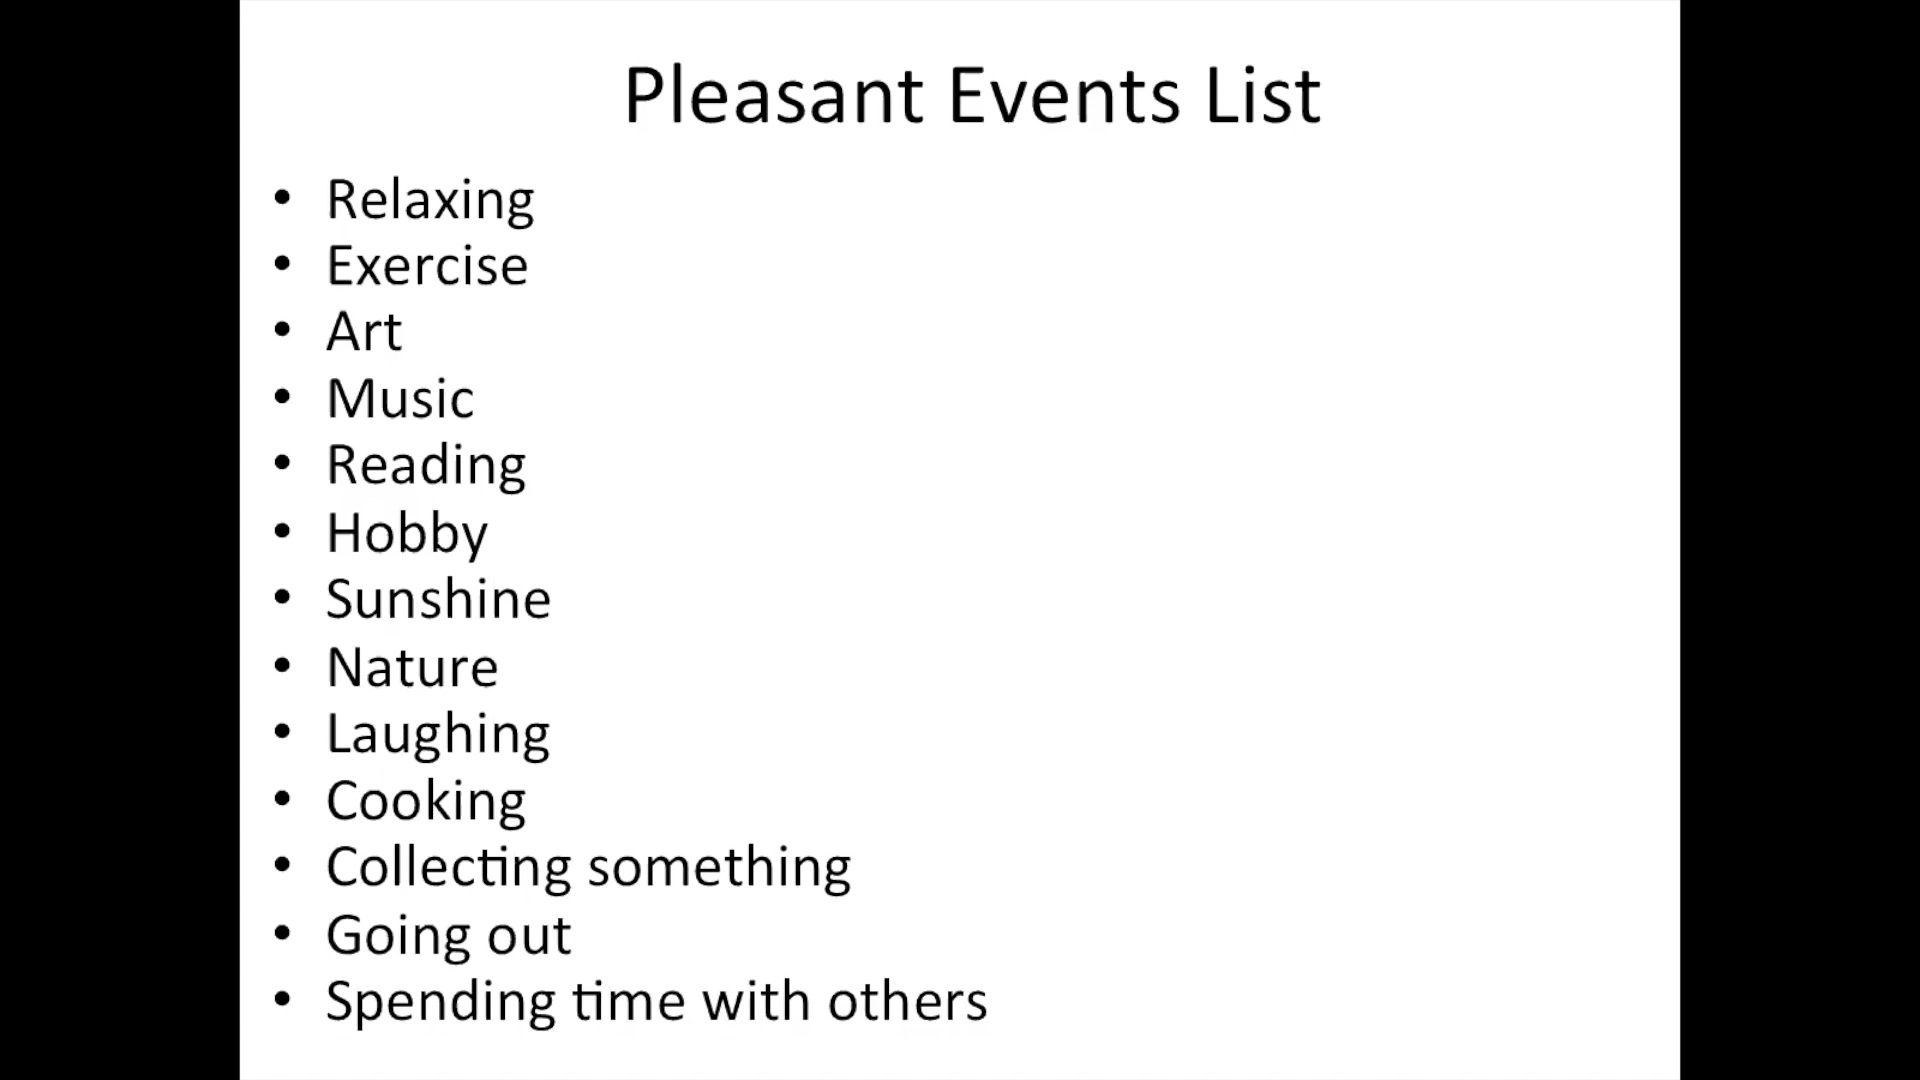 Pleasant Events List
• Relaxing
• Exercise
• Art
• Music
• Reading
• Hobby
• Sunshine
• Nature
• Laughing
• Cooking
• Collecting something
• Going out
• Spending time with others